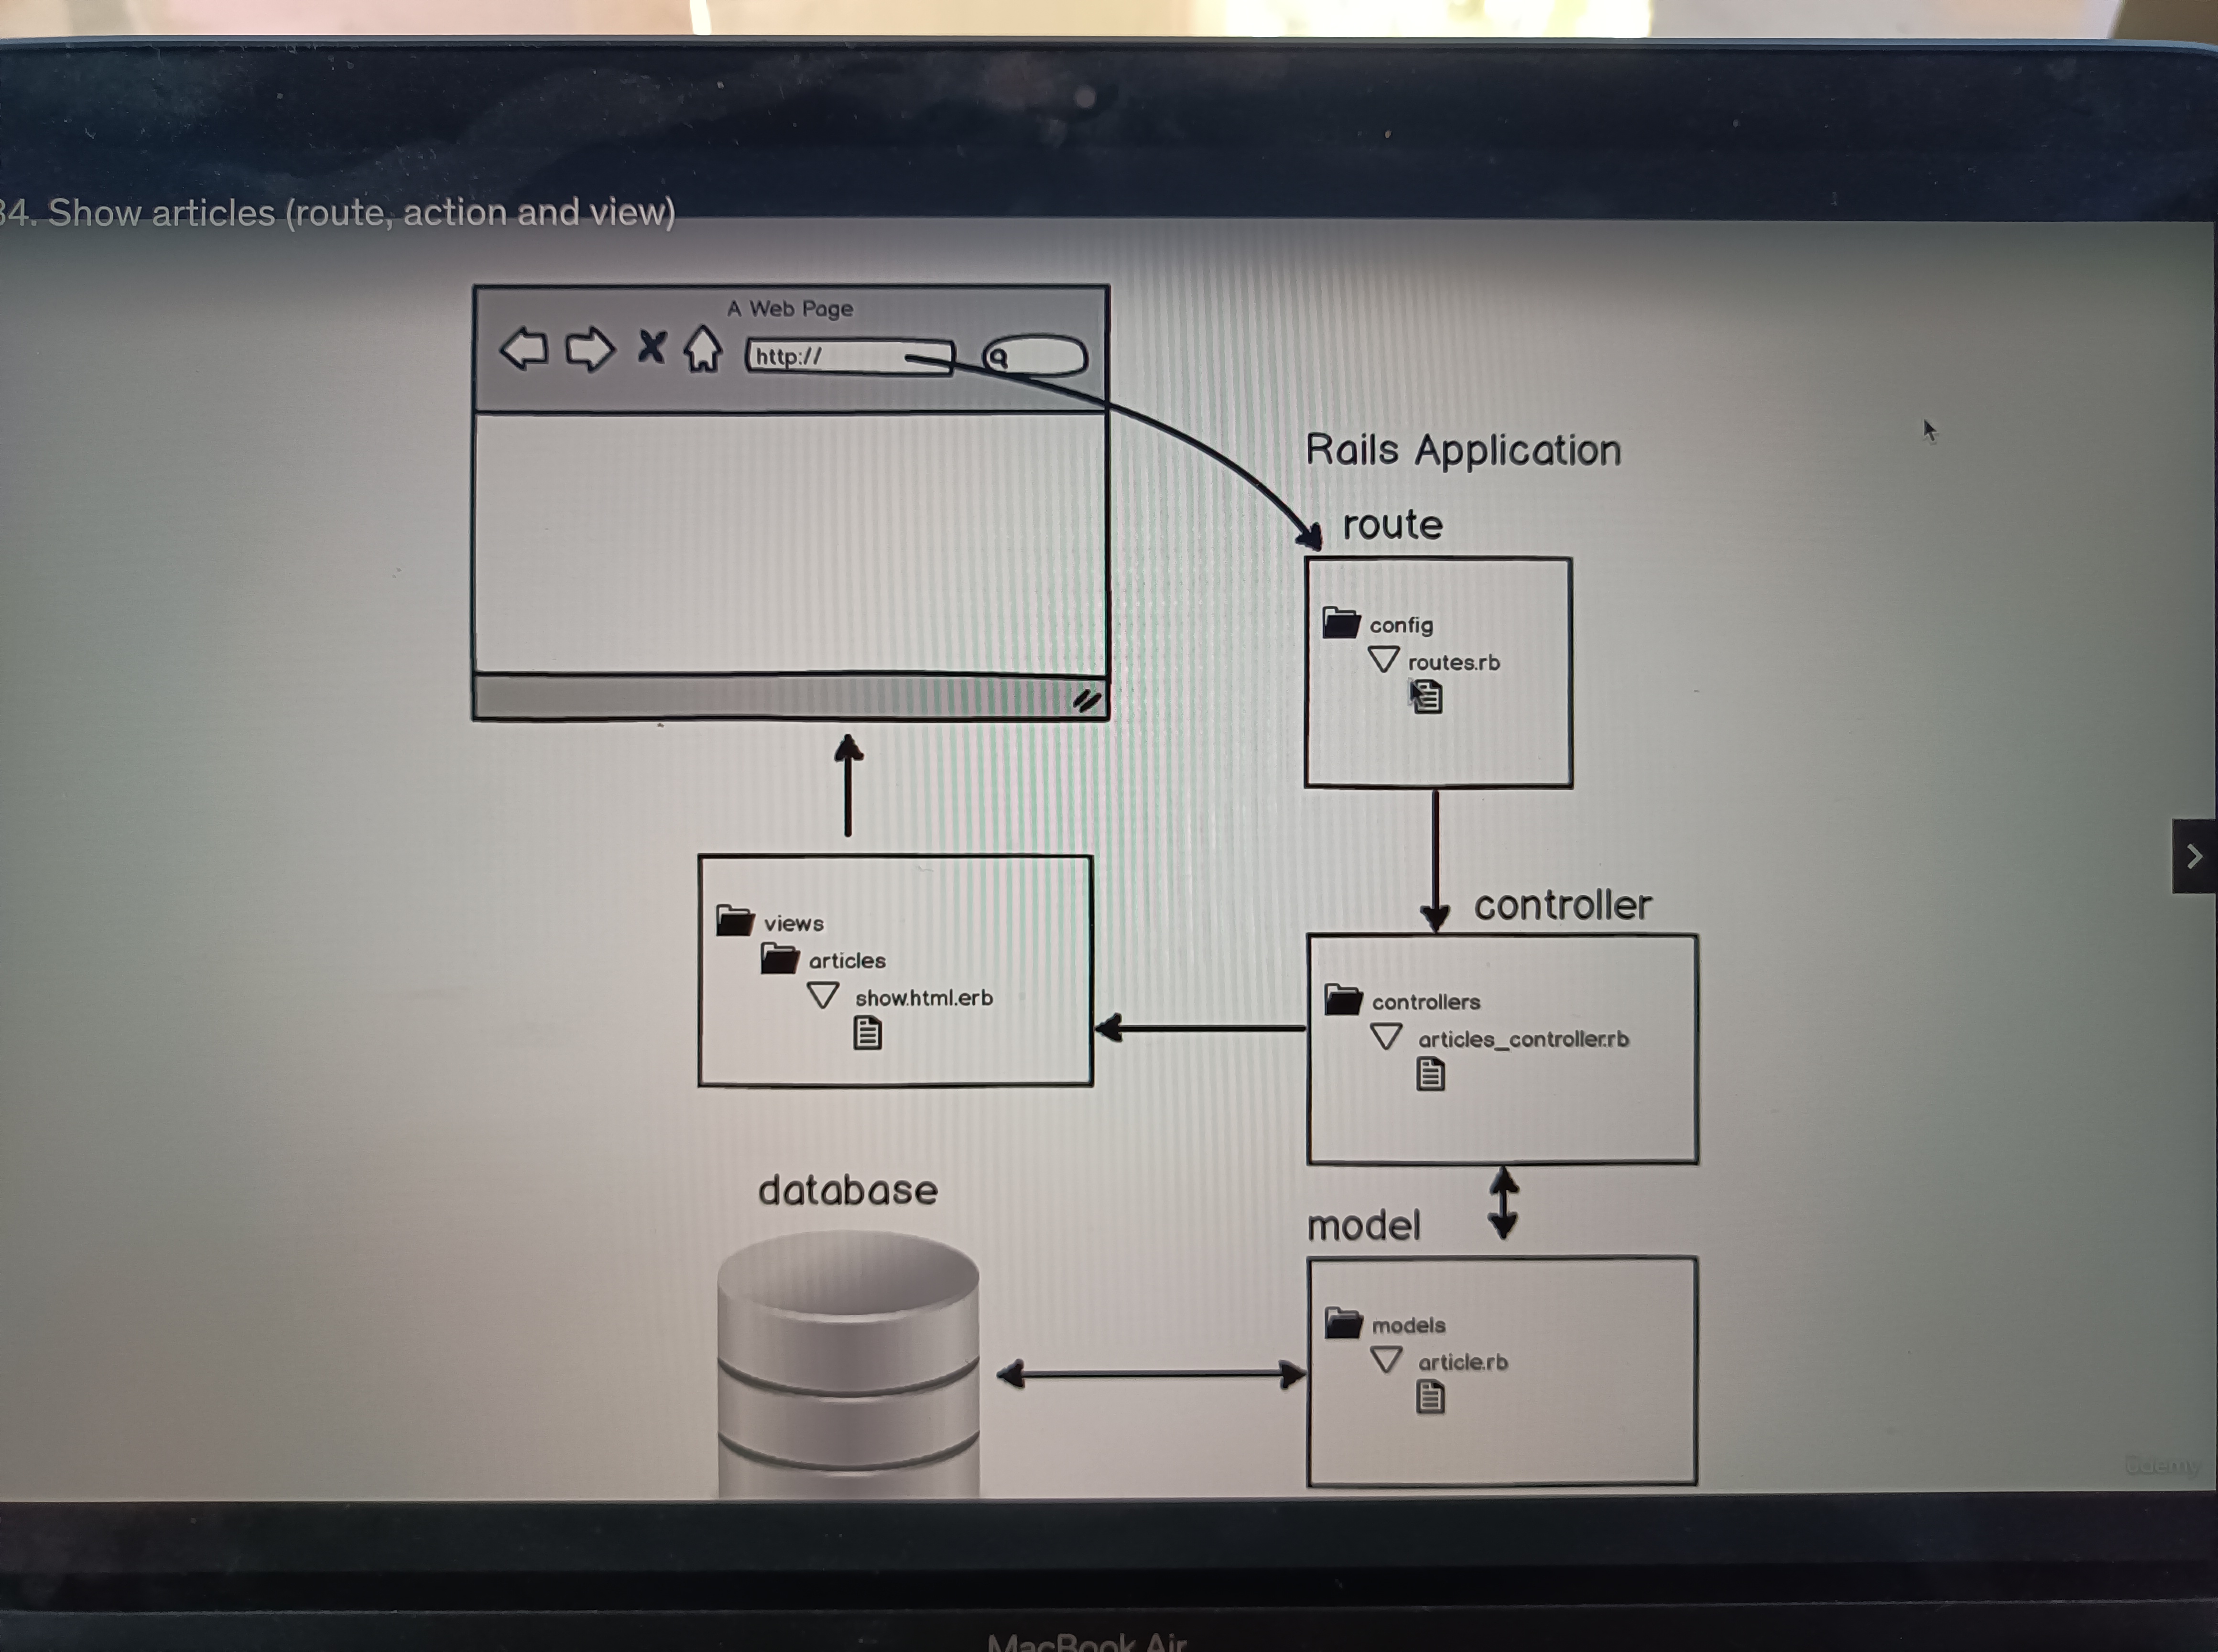 34. Show articles (route, action and view)
A Web Page
http://
Rails Application
route
config
routes.rb
controller
views
articles
show.html.erb
controllers
articles_controller.rb
database
model
models
article.rb
Udemy
MacBook Air